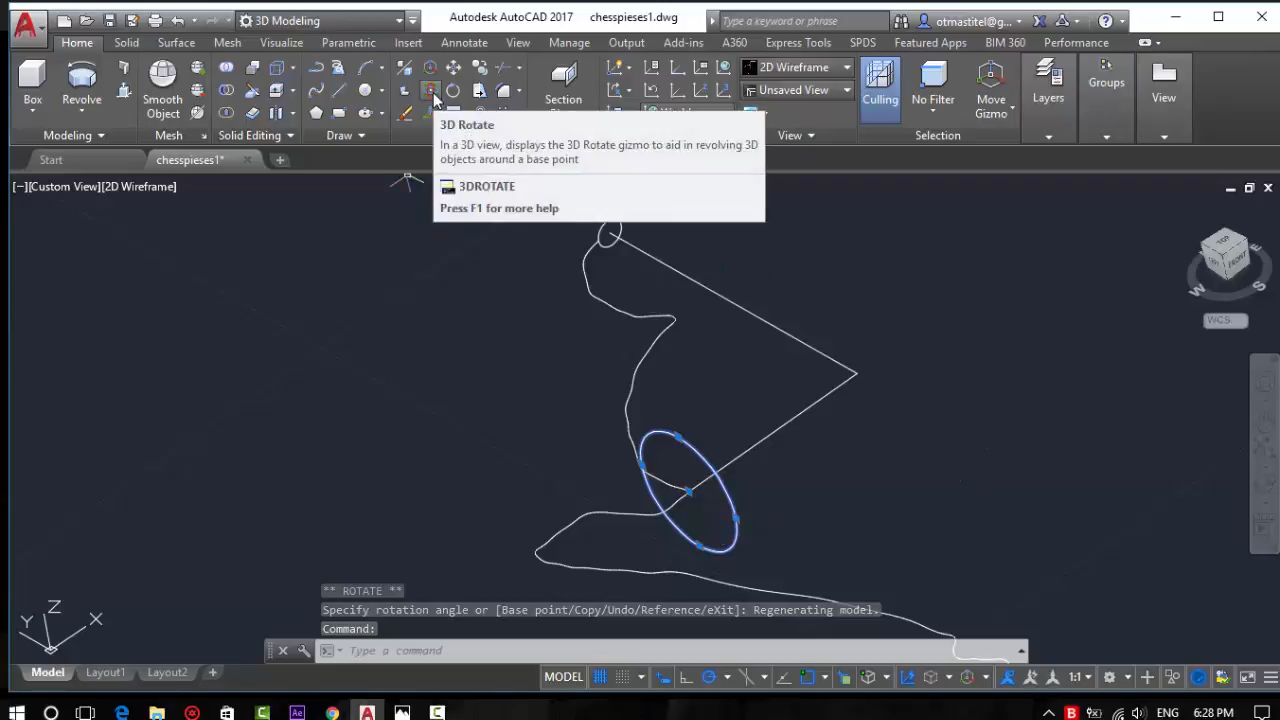 3D Modeling
Autodesk AutoCAD 2017 chesspieses1.dwg
Type a keyword or phrase
otmastitel@g...
Home Solid Surface Mesh Visualize Parametric Insert Annotate View Manage Output Add-ins A360 Express Tools SPDS Featured Apps BIM 360 Performance
2D Wireframe
Unsaved View
Box Revolve Smooth Object Section Culling No Filter Move Gizmo Layers Groups View
Modeling Mesh Solid Editing Draw View Selection
3D Rotate
In a 3D view, displays the 3D Rotate gizmo to aid in revolving 3D
objects around a base point
3DROTATE
Press F1 for more help
Start chesspieses1*
[−][Custom View][2D Wireframe]
TOP
FRONT
E
W
S
WCS
** ROTATE **
Specify rotation angle or [Base point/Copy/Undo/Reference/eXit]: Regenerating model.
Command:
Type a command
Z
Y
X
Model Layout1 Layout2
MODEL
1:1
ENG 6:28 PM